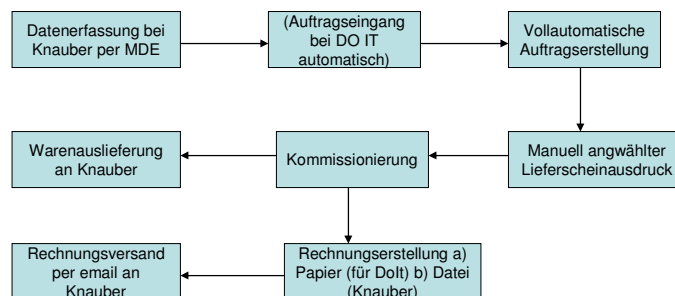 Datenerfassung bei
Knauber per MDE
(Auftragseingang
bei DO IT
automatisch)
Vollautomatische
Auftragserstellung
Manuell angwählter
Lieferscheinausdruck
Kommissionierung
Warenauslieferung
an Knauber
Rechnungserstellung a)
Papier (für DoIt) b) Datei
(Knauber)
Rechnungsversand
per email an
Knauber